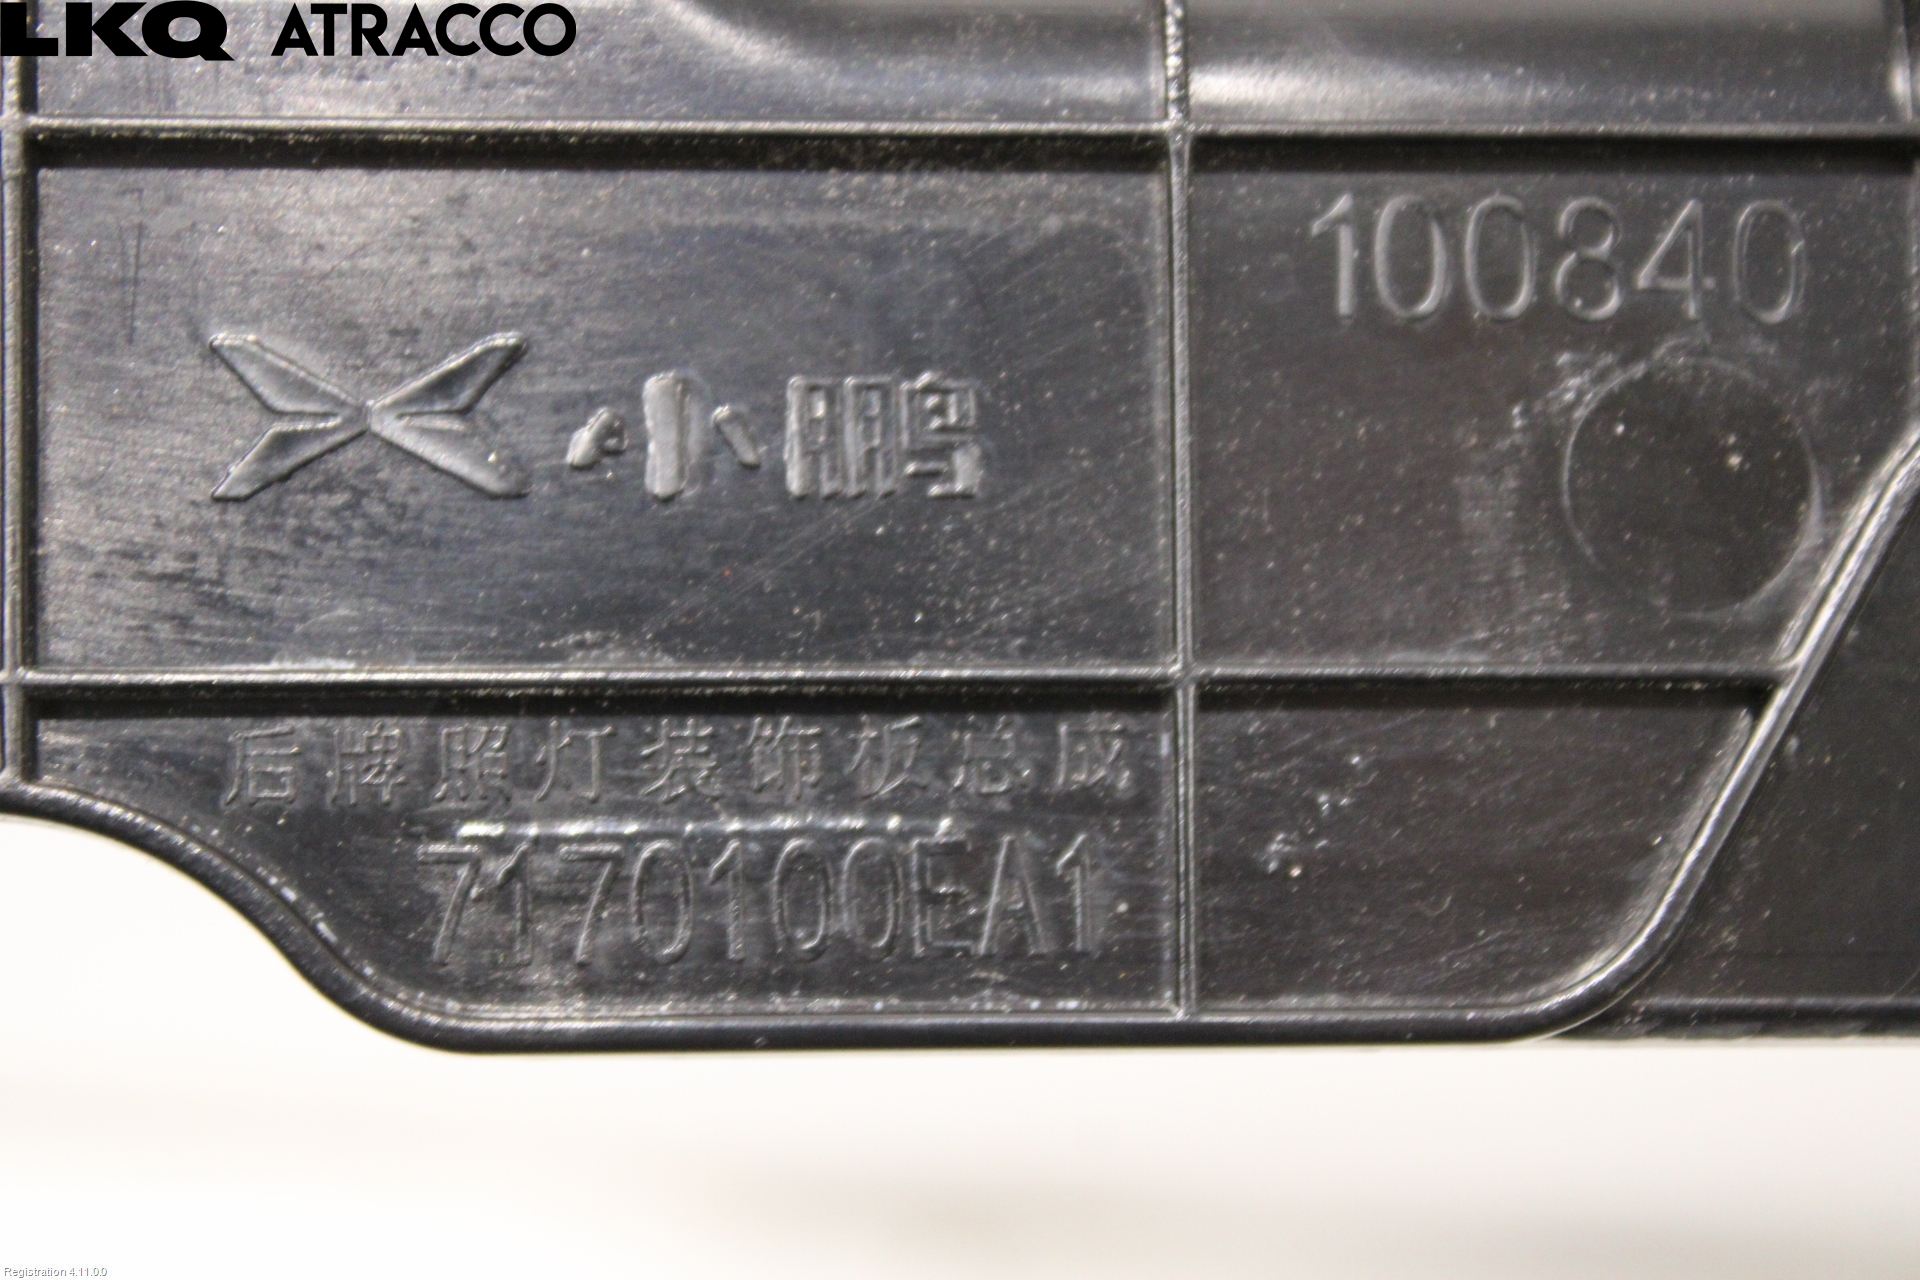 LKQ ATRACCO
100840
小鹏
后牌照灯装饰板总成
7170100EA1
Registration 4.11.0.0